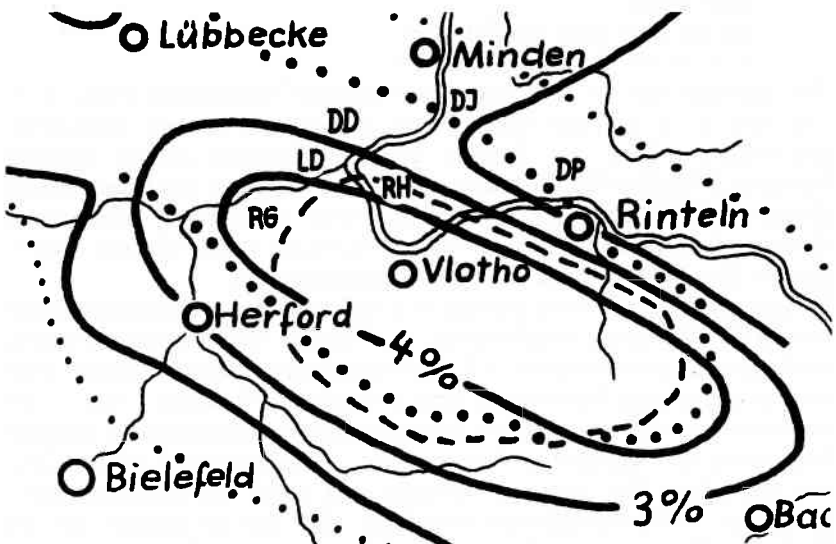 Lübbecke
Minden
DJ
DD
LD
DP
RH
RG
Rinteln
Vlotho
Herford
4%
Bielefeld
3%
Bac